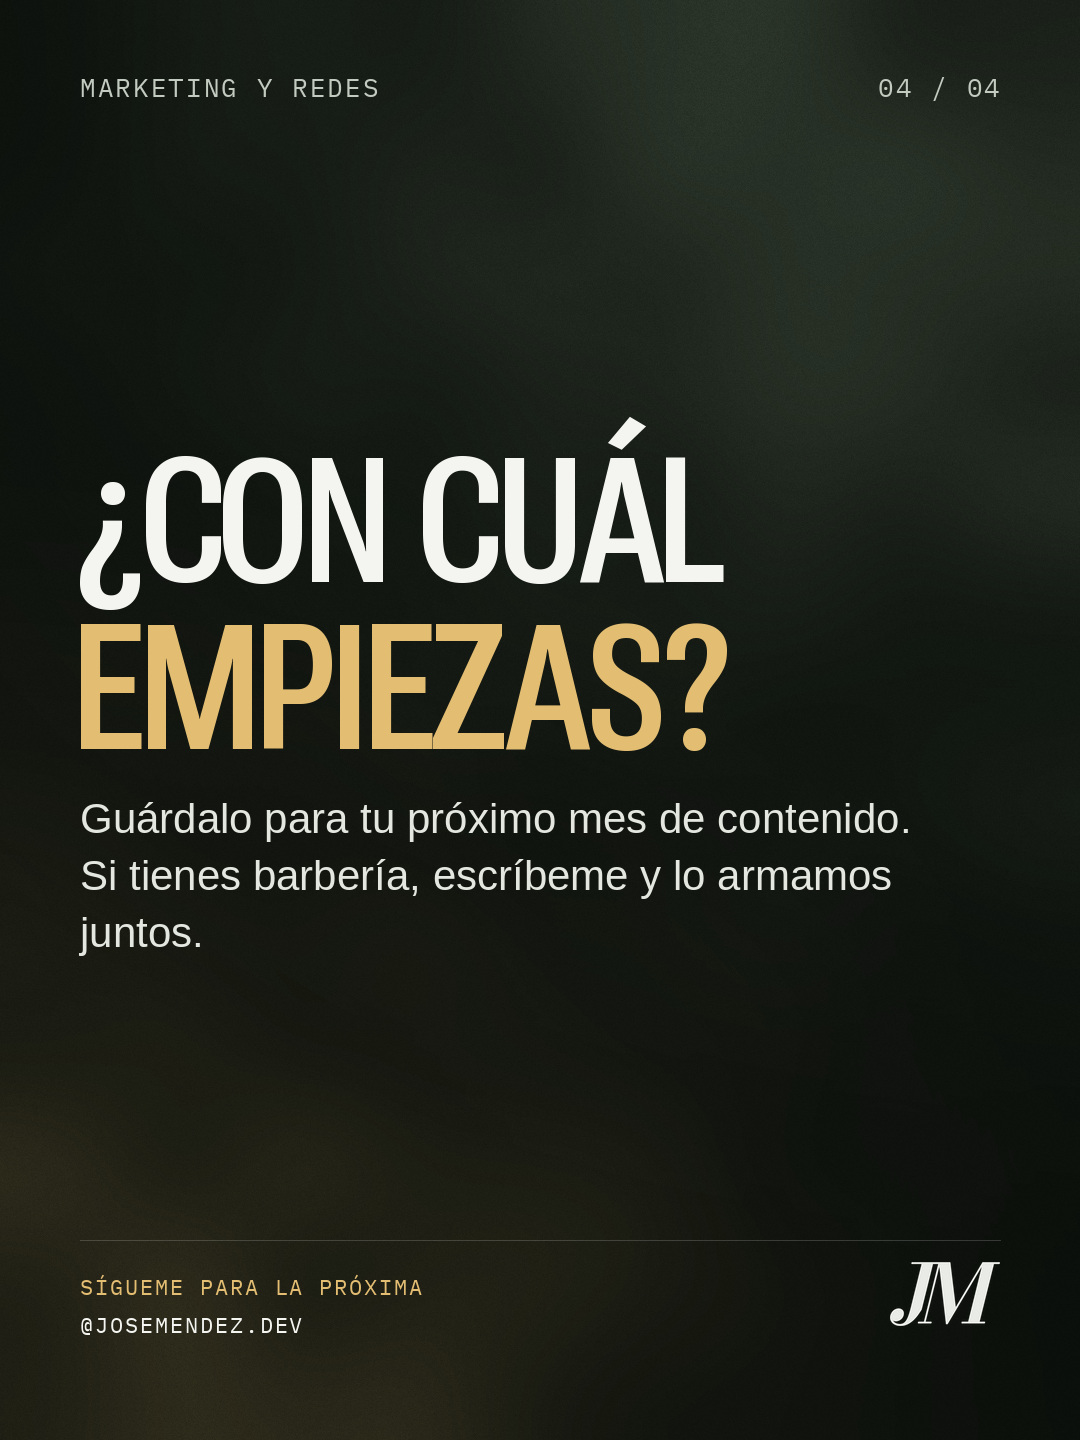 MARKETING Y REDES
04 / 04
¿CON CUÁL
EMPIEZAS?
Guárdalo para tu próximo mes de contenido.
Si tienes barbería, escríbeme y lo armamos
juntos.
SÍGUEME PARA LA PRÓXIMA
@JOSEMENDEZ.DEV
JM